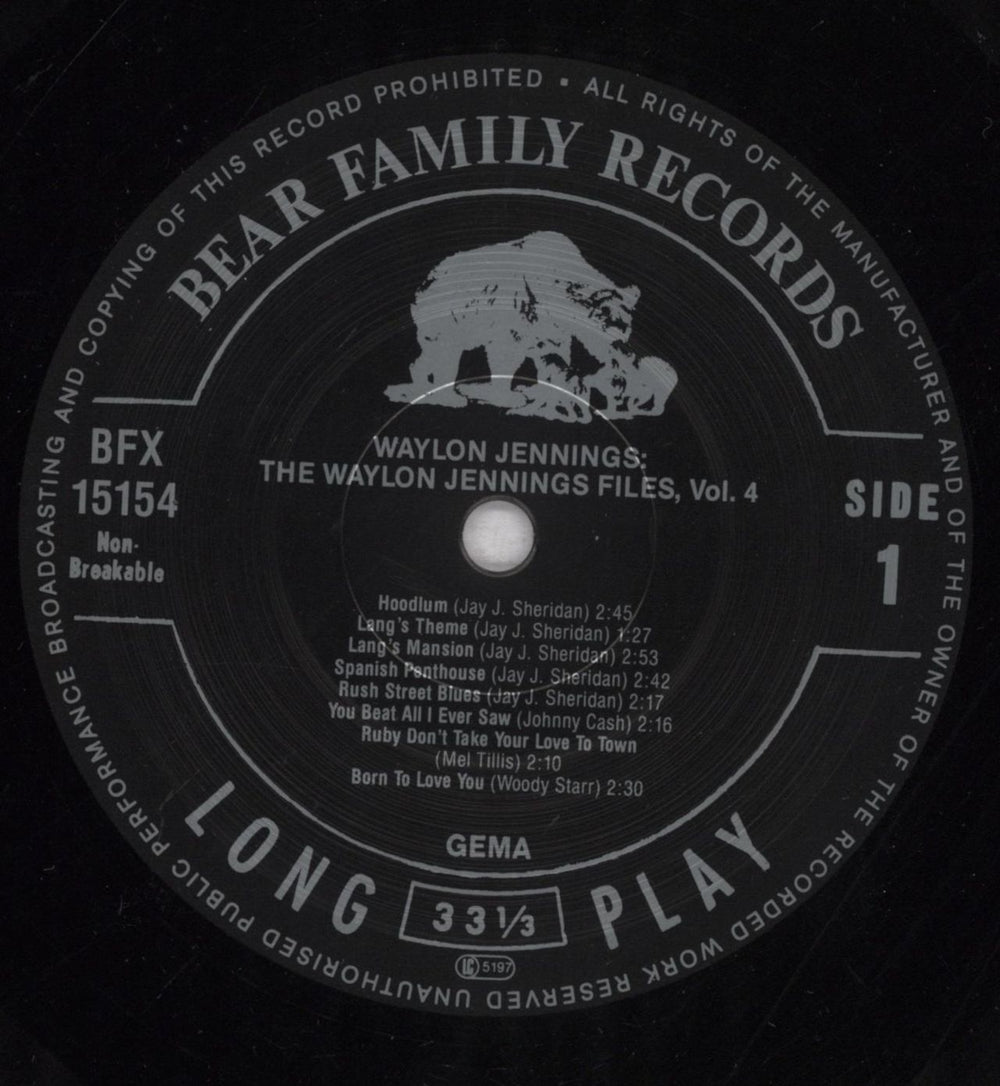 ALL RIGHTS OF THE MANUFACTURER AND OF THE OWNER OF THE RECORDED WORK RESERVED UNAUTHORISED PUBLIC PERFORMANCE BROADCASTING AND COPYING OF THIS RECORD PROHIBITED ·
BEAR FAMILY RECORDS
WAYLON JENNINGS:
THE WAYLON JENNINGS FILES, Vol. 4
BFX
15154
Non-
Breakable
SIDE
1
Hoodlum (Jay J. Sheridan) 2:45
Lang's Theme (Jay J. Sheridan) 1:27
Lang's Mansion (Jay J. Sheridan) 2:53
Spanish Penthouse (Jay J. Sheridan) 2:42
Rush Street Blues (Jay J. Sheridan) 2:17
You Beat All I Ever Saw (Johnny Cash) 2:16
Ruby Don't Take Your Love To Town
(Mel Tillis) 2:10
Born To Love You (Woody Starr) 2:30
GEMA
LONG PLAY
33 1/3
LC 5197